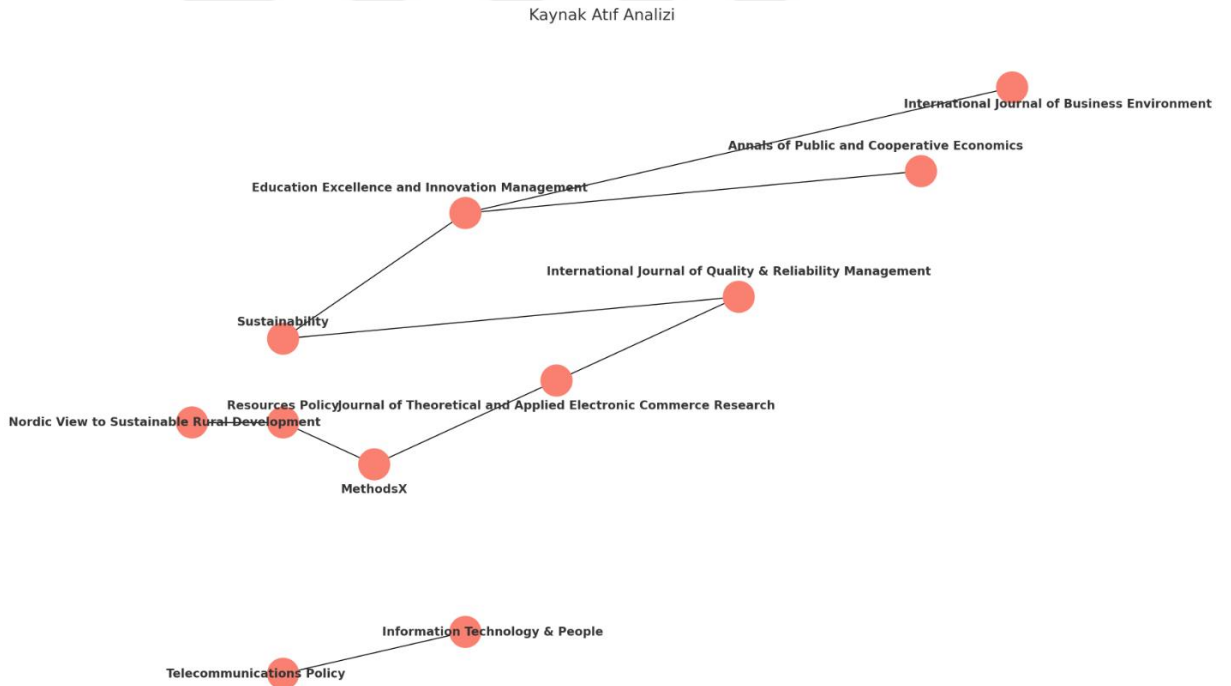 Kaynak Atıf Analizi
International Journal of Business Environment
Annals of Public and Cooperative Economics
Education Excellence and Innovation Management
International Journal of Quality & Reliability Management
Sustainability
Resources Policy
Journal of Theoretical and Applied Electronic Commerce Research
Nordic View to Sustainable Rural Development
MethodsX
Information Technology & People
Telecommunications Policy